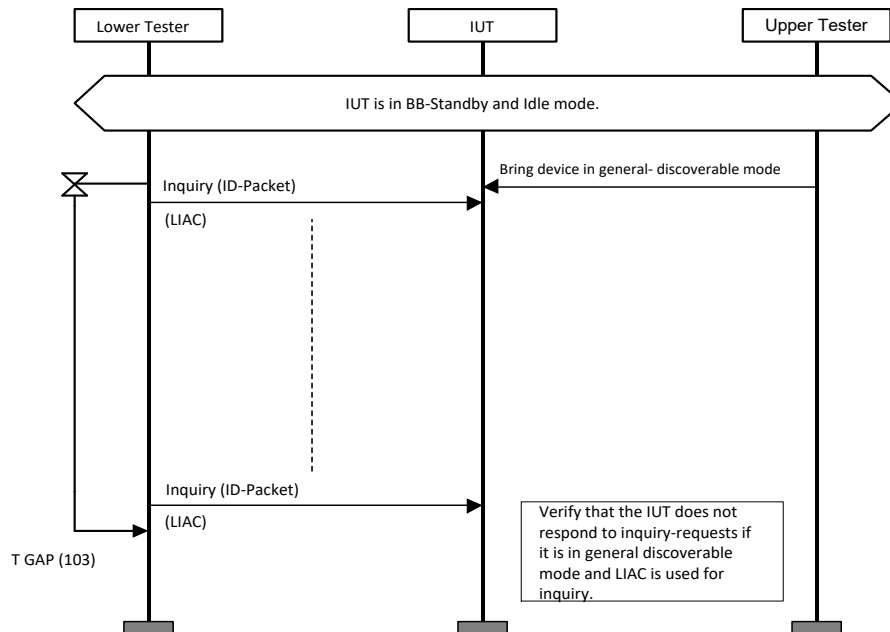 Lower Tester
IUT
Upper Tester
IUT is in BB-Standby and Idle mode.
Bring device in general- discoverable mode
Inquiry (ID-Packet)
(LIAC)
Inquiry (ID-Packet)
(LIAC)
T GAP (103)
Verify that the IUT does not
respond to inquiry-requests if
it is in general discoverable
mode and LIAC is used for
inquiry.